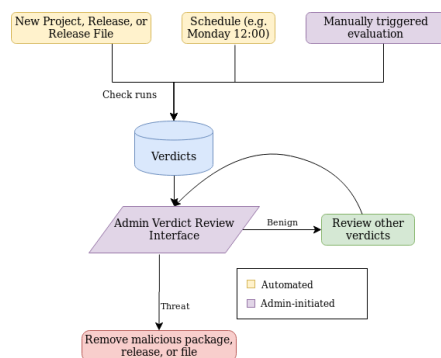 New Project, Release, or
Release File
Schedule (e.g.
Monday 12:00)
Manually triggered
evaluation
Check runs
Verdicts
Admin Verdict Review
Interface
Benign
Review other
verdicts
Automated
Admin-initiated
Threat
Remove malicious package,
release, or file